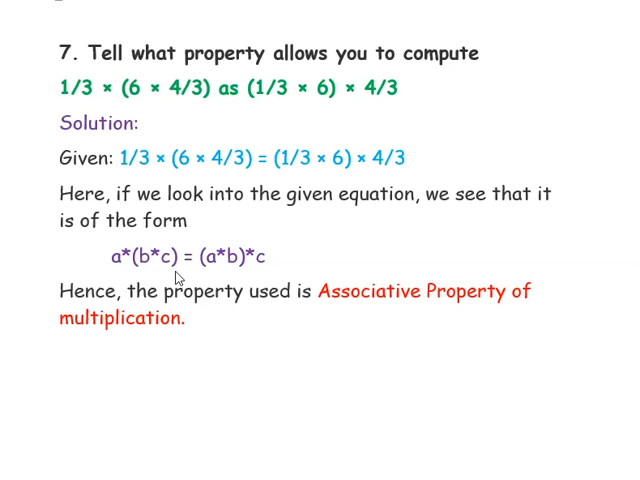 7. Tell what property allows you to compute
1/3 × (6 × 4/3) as (1/3 × 6) × 4/3
Solution:
Given: 1/3 × (6 × 4/3) = (1/3 × 6) × 4/3
Here, if we look into the given equation, we see that it
is of the form
a*(b*c) = (a*b)*c
Hence, the property used is Associative Property of
multiplication.